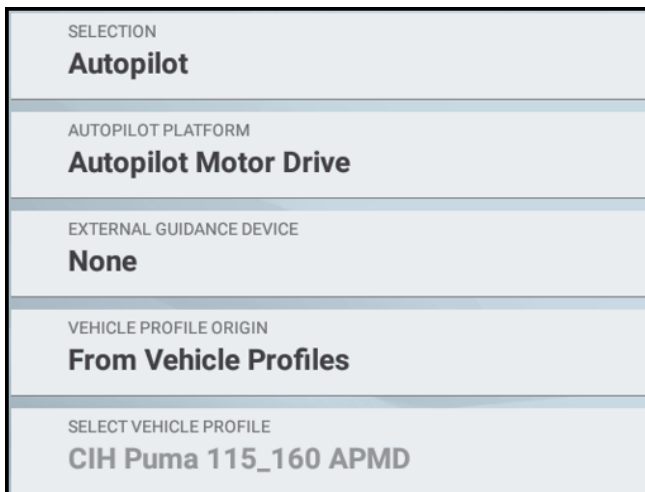 SELECTION
Autopilot
AUTOPILOT PLATFORM
Autopilot Motor Drive
EXTERNAL GUIDANCE DEVICE
None
VEHICLE PROFILE ORIGIN
From Vehicle Profiles
SELECT VEHICLE PROFILE
CIH Puma 115_160 APMD